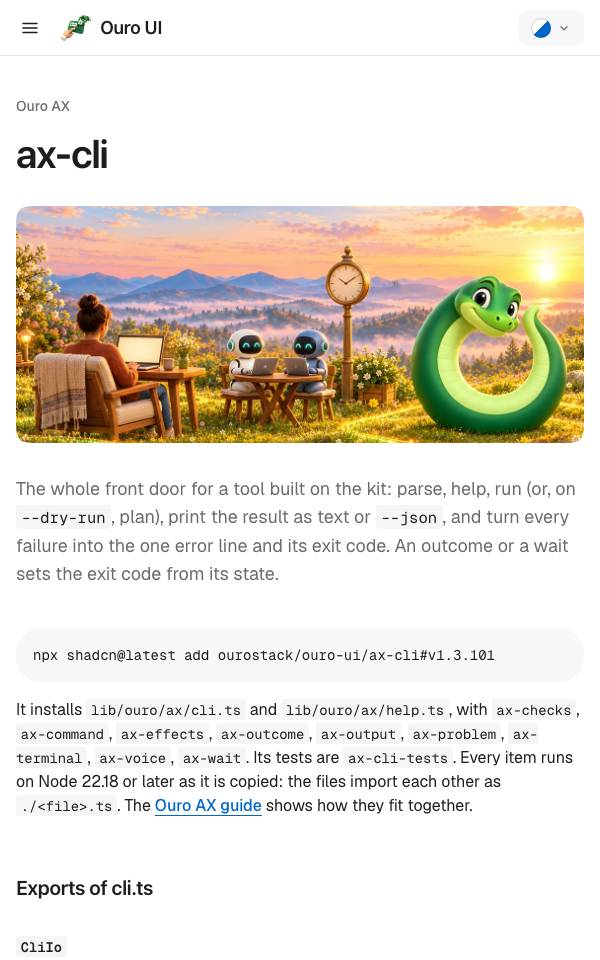 Ouro UI
Ouro AX
ax-cli
The whole front door for a tool built on the kit: parse, help, run (or, on
--dry-run, plan), print the result as text or --json, and turn every
failure into the one error line and its exit code. An outcome or a wait
sets the exit code from its state.
npx shadcn@latest add ourostack/ouro-ui/ax-cli#v1.3.101
It installs lib/ouro/ax/cli.ts and lib/ouro/ax/help.ts, with ax-checks,
ax-command, ax-effects, ax-outcome, ax-output, ax-problem, ax-
terminal, ax-voice, ax-wait. Its tests are ax-cli-tests. Every item runs
on Node 22.18 or later as it is copied: the files import each other as
./<file>.ts. The Ouro AX guide shows how they fit together.
Exports of cli.ts
CliIo